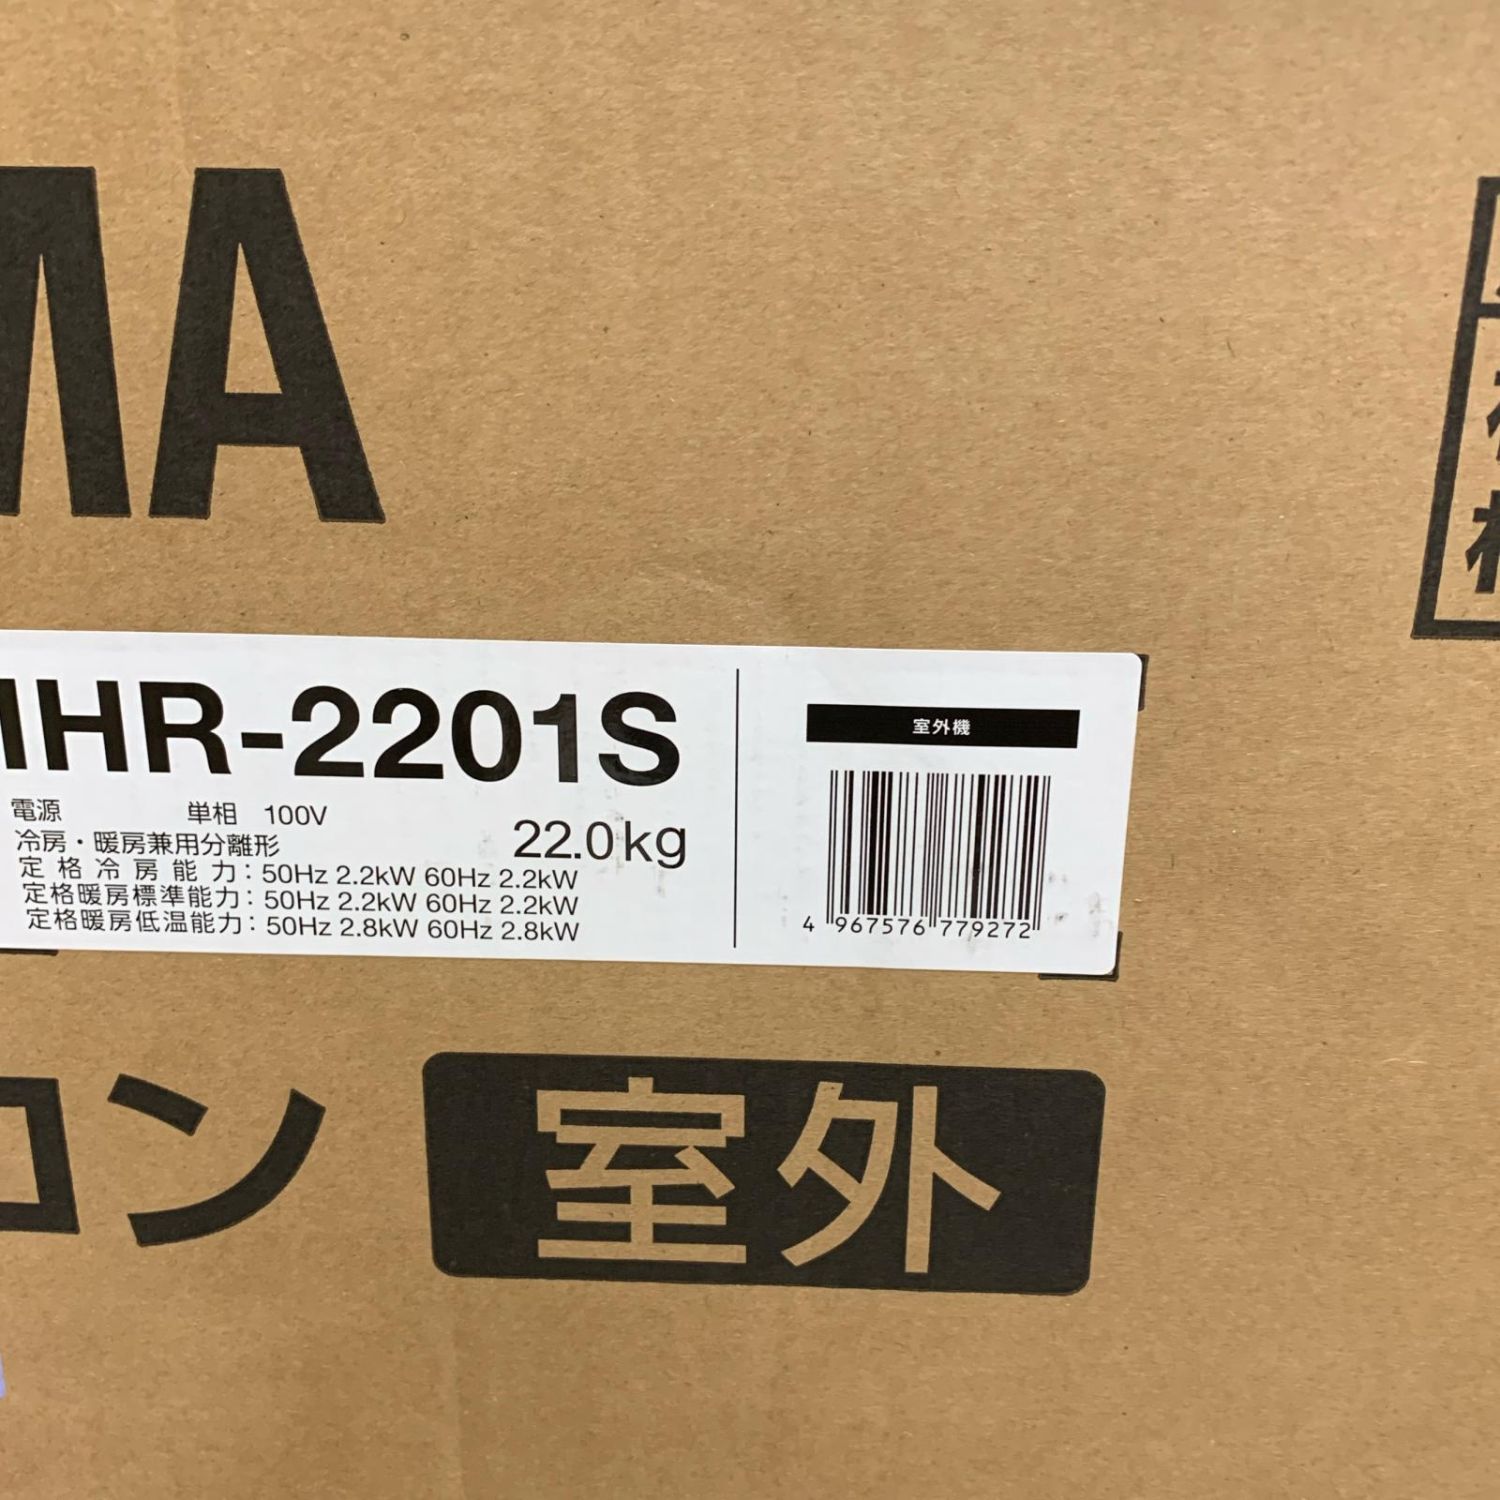 MA
IHR-2201S
電源 単相 100V
22.0kg
冷房・暖房兼用分離形
定格冷房能力：50Hz 2.2kW 60Hz 2.2kW
定格暖房標準能力：50Hz 2.2kW 60Hz 2.2kW
定格暖房低温能力：50Hz 2.8kW 60Hz 2.8kW
室外機
4 967576 779272
コン 室外